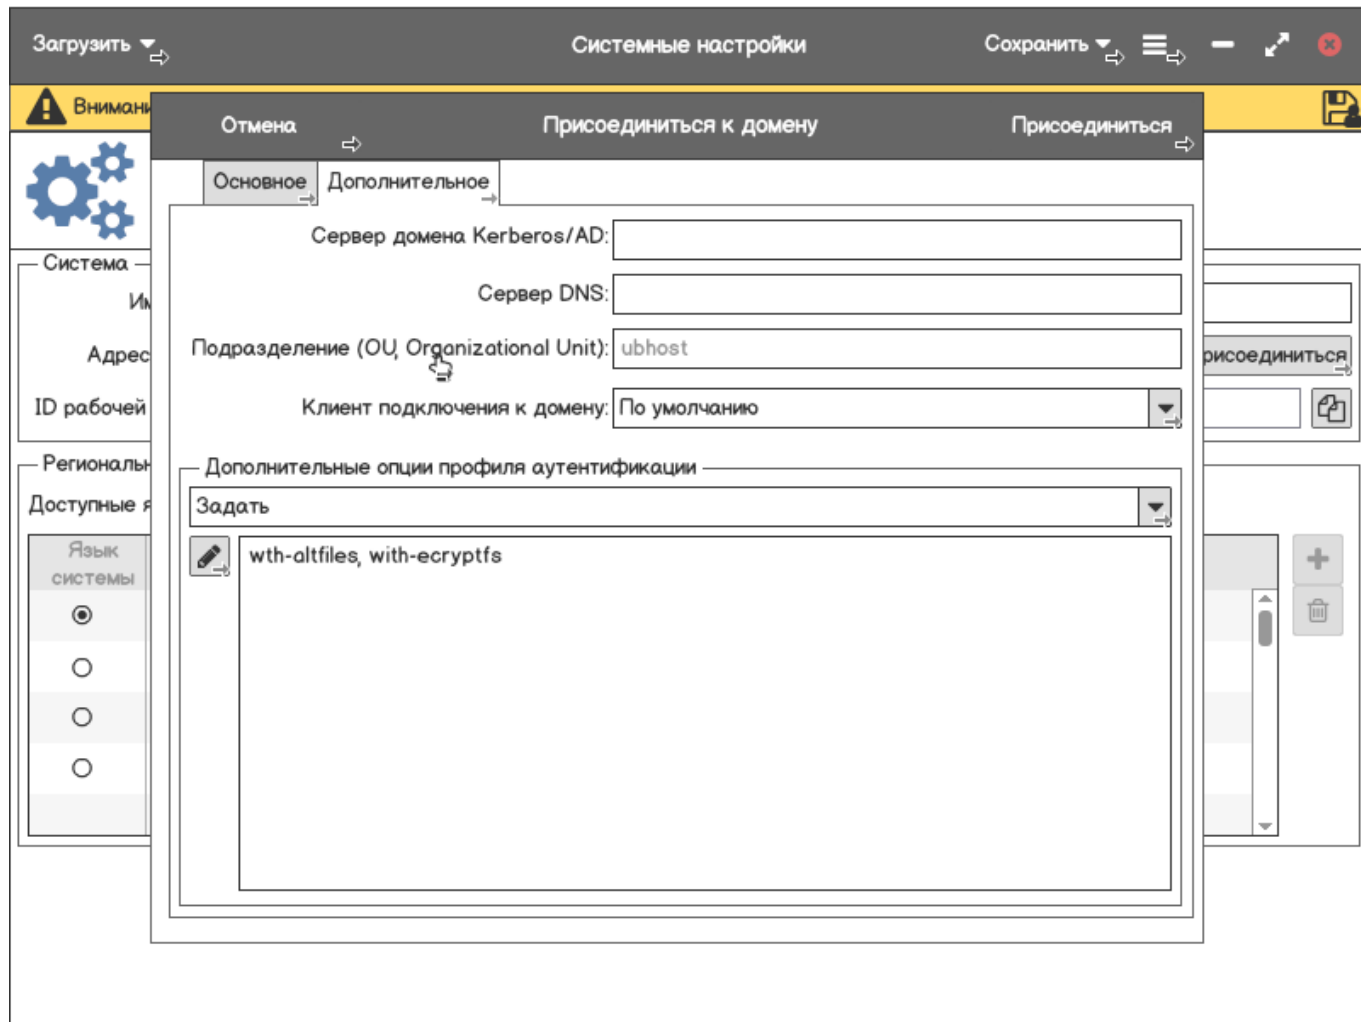 Загрузить
Системные настройки
Сохранить
Внимани
Отмена
Присоединиться к домену
Присоединиться
Основное
Дополнительное
Сервер домена Kerberos/AD:
Система
Сервер DNS:
Им
Подразделение (OU, Organizational Unit): ubhost
Адрес
рисоединиться
ID рабочей
Клиент подключения к домену: По умолчанию
Региональн
Дополнительные опции профиля аутентификации
Доступные я
Задать
Язык
системы
wth-altfiles, with-ecryptfs